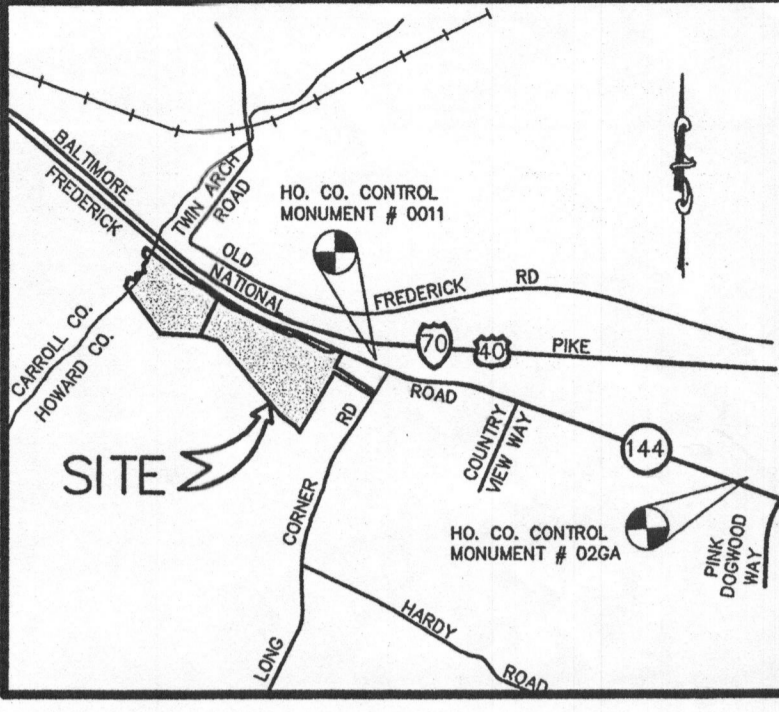 BALTIMORE
FREDERICK
TWIN ARCH
ROAD
HO. CO. CONTROL
MONUMENT # 0011
OLD
NATIONAL
FREDERICK
RD
70
40
PIKE
CARROLL CO.
HOWARD CO.
SITE
RD
ROAD
COUNTRY
VIEW WAY
144
CORNER
HO. CO. CONTROL
MONUMENT # 02GA
PINK
DOGWOOD
WAY
HARDY
ROAD
LONG